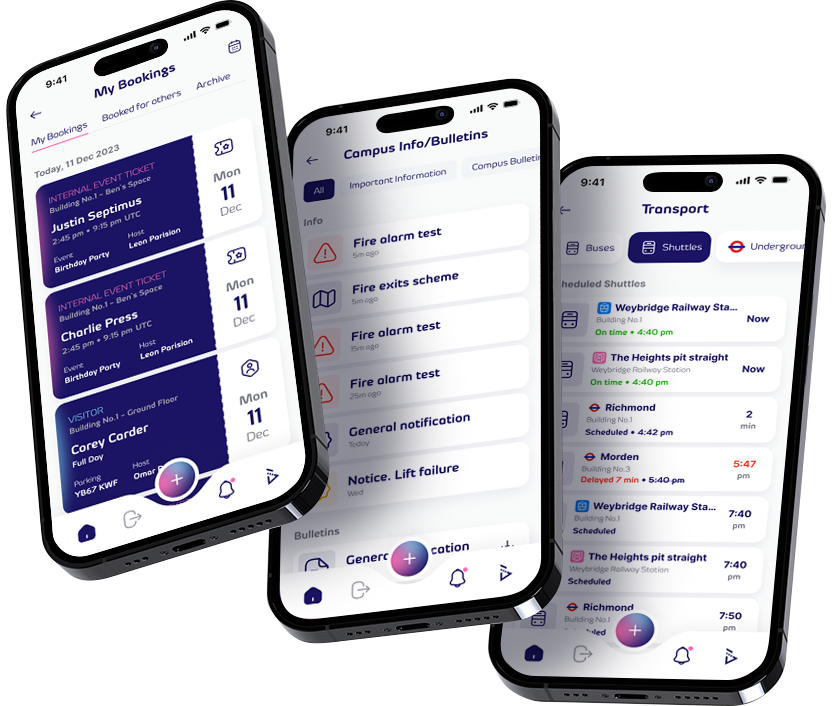 9:41
My Bookings
My Bookings
Booked for others
Archive
Today, 11 Dec 2023
INTERNAL EVENT TICKET
Building No.1 - Ben's Space
Justin Septimus
2:45 pm • 9:15 pm UTC
Event
Host
Birthday Party
Leon Parision
Mon
11
Dec
INTERNAL EVENT TICKET
Building No.1 - Ben's Space
Charlie Press
2:45 pm • 9:15 pm UTC
Event
Host
Birthday Party
Leon Parision
Mon
11
Dec
VISITOR
Building No.1 - Ground Floor
Corey Carder
Full Day
Parking
Host
YB67 KWF
Omar
Mon
11
Dec
9:41
Campus Info/Bulletins
All
Important Information
Campus Bulletin
Info
Fire alarm test
5m ago
Fire exits scheme
5m ago
Fire alarm test
15m ago
Fire alarm test
25m ago
General notification
Today
Notice. Lift failure
Wed
Bulletins
Gener cation
9:41
Transport
Buses
Shuttles
Undergroun
heduled Shuttles
Weybridge Railway Sta...
Building No.1
On time • 4:40 pm
Now
The Heights pit straight
Weybridge Railway Station
On time • 4:40 pm
Now
Richmond
Building No.1
Scheduled • 4:42 pm
2
min
Morden
Building No.3
Delayed 7 min • 5:40 pm
5:47
pm
Weybridge Railway Sta...
Building No.1
Scheduled
7:40
pm
The Heights pit straight
Weybridge Railway Station
Scheduled
7:40
pm
Richmond
Building No.1
duled
7:50
pm